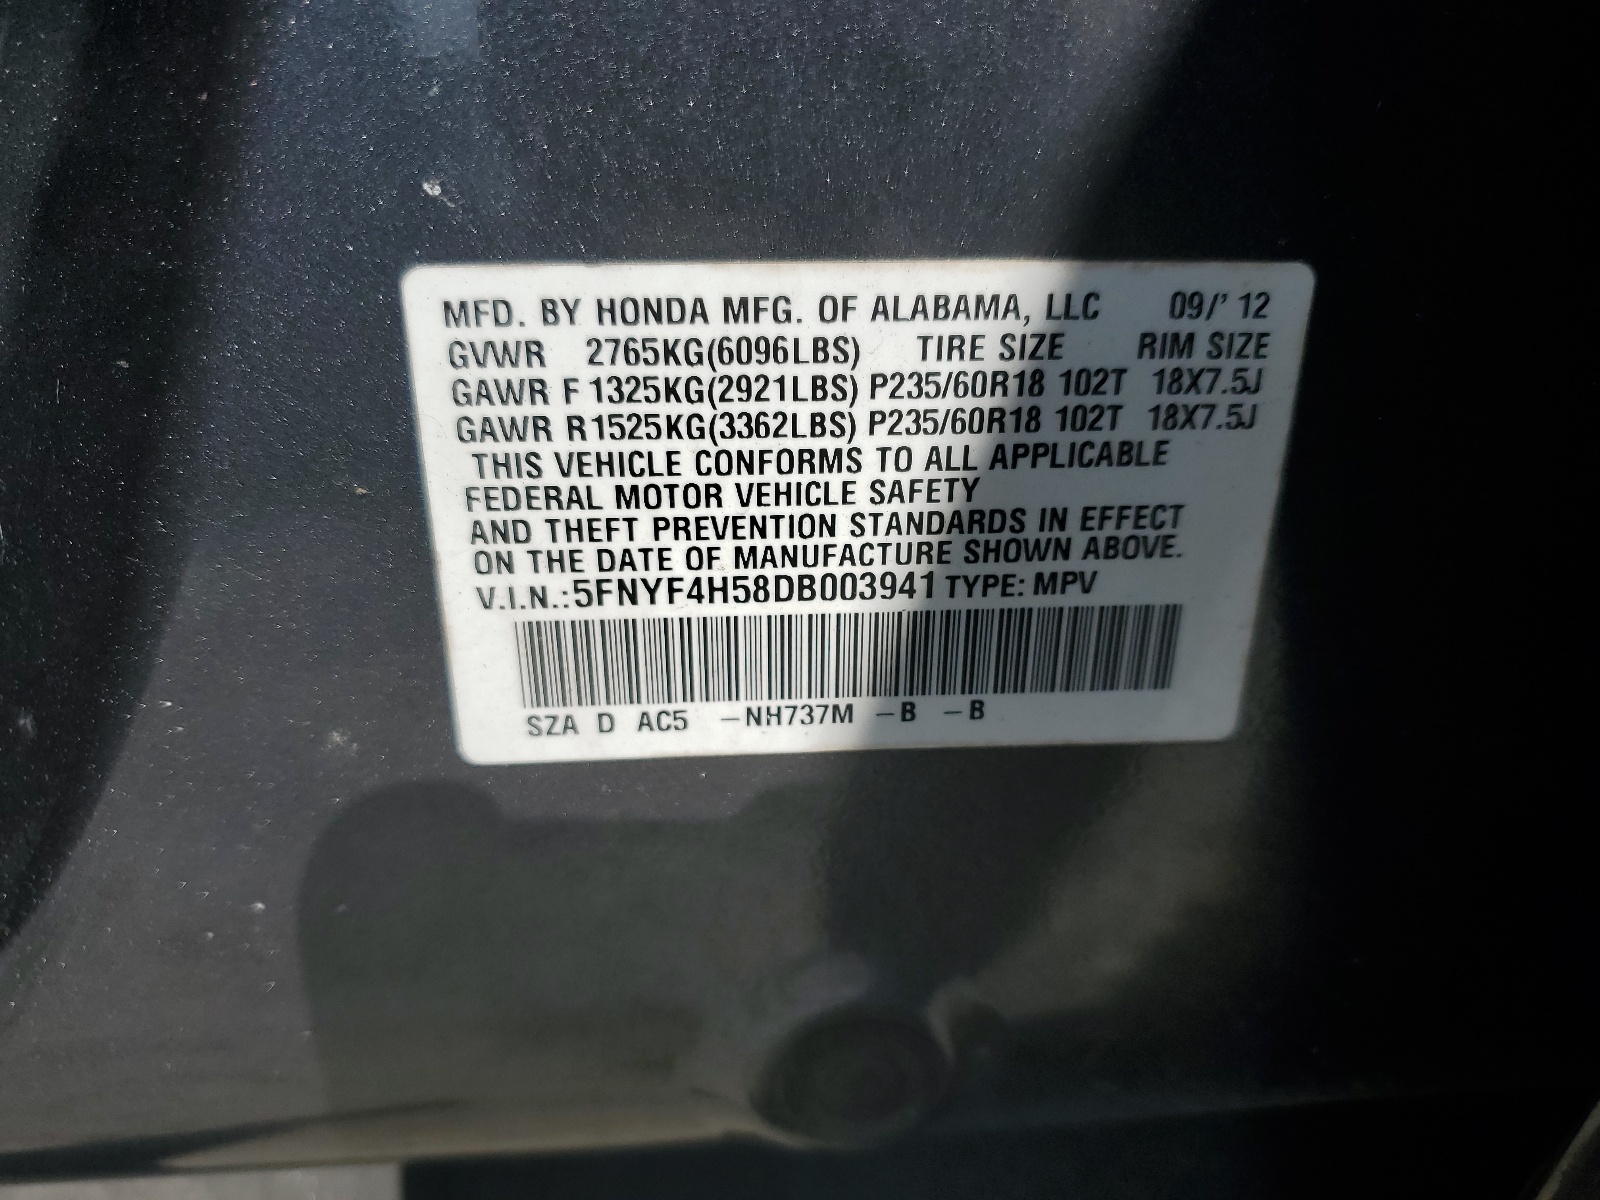 MFD. BY HONDA MFG. OF ALABAMA, LLC 09/' 12
GVWR 2765KG(6096LBS) TIRE SIZE RIM SIZE
GAWR F 1325KG(2921LBS) P235/60R18 102T 18X7.5J
GAWR R 1525KG(3362LBS) P235/60R18 102T 18X7.5J
THIS VEHICLE CONFORMS TO ALL APPLICABLE
FEDERAL MOTOR VEHICLE SAFETY
AND THEFT PREVENTION STANDARDS IN EFFECT
ON THE DATE OF MANUFACTURE SHOWN ABOVE.
V.I.N.: 5FNYF4H58DB003941 TYPE: MPV
SZA D AC5 -NH737M -B -B